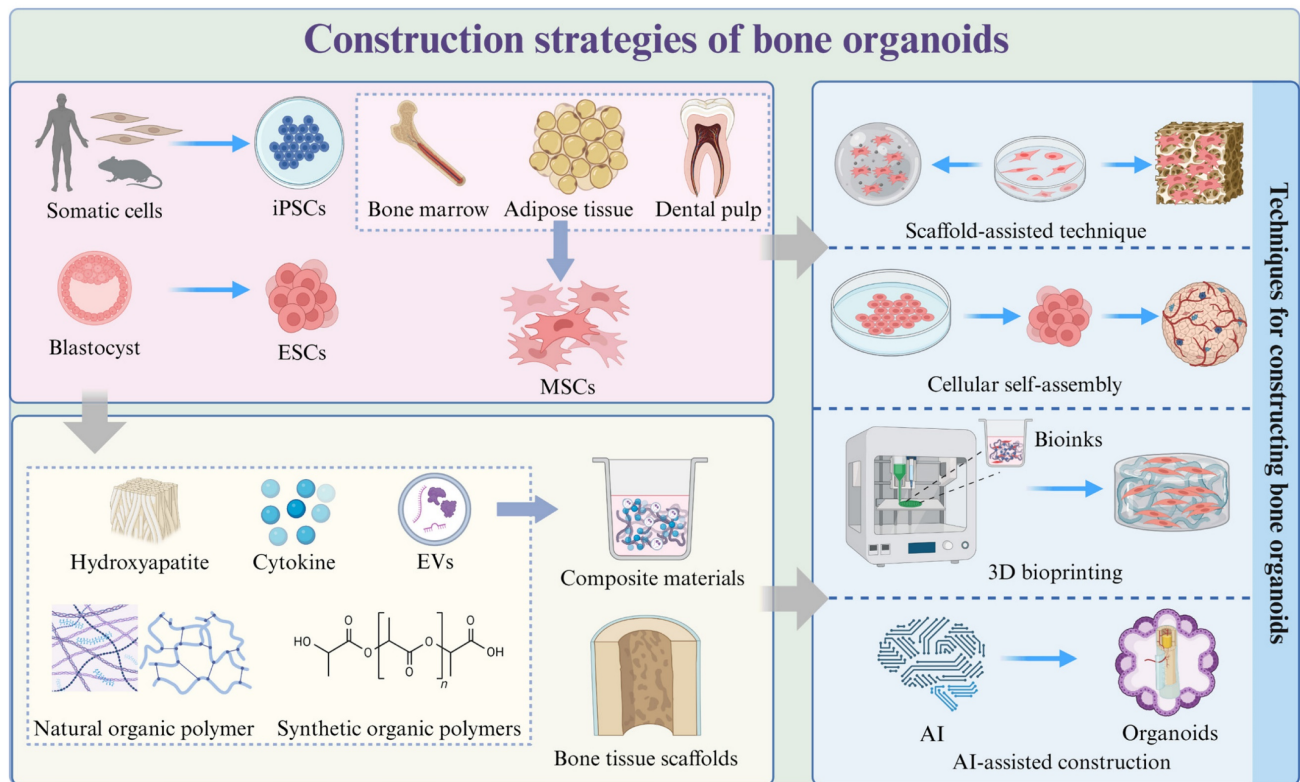 Construction strategies of bone organoids
Somatic cells
iPSCs
Bone marrow
Adipose tissue
Dental pulp
Blastocyst
ESCs
MSCs
Hydroxyapatite
Cytokine
EVs
Composite materials
HO
O
O
O
O
O
OH
n
Natural organic polymer
Synthetic organic polymers
Bone tissue scaffolds
Scaffold-assisted technique
Cellular self-assembly
Bioinks
3D bioprinting
AI
Organoids
AI-assisted construction
Techniques for constructing bone organoids